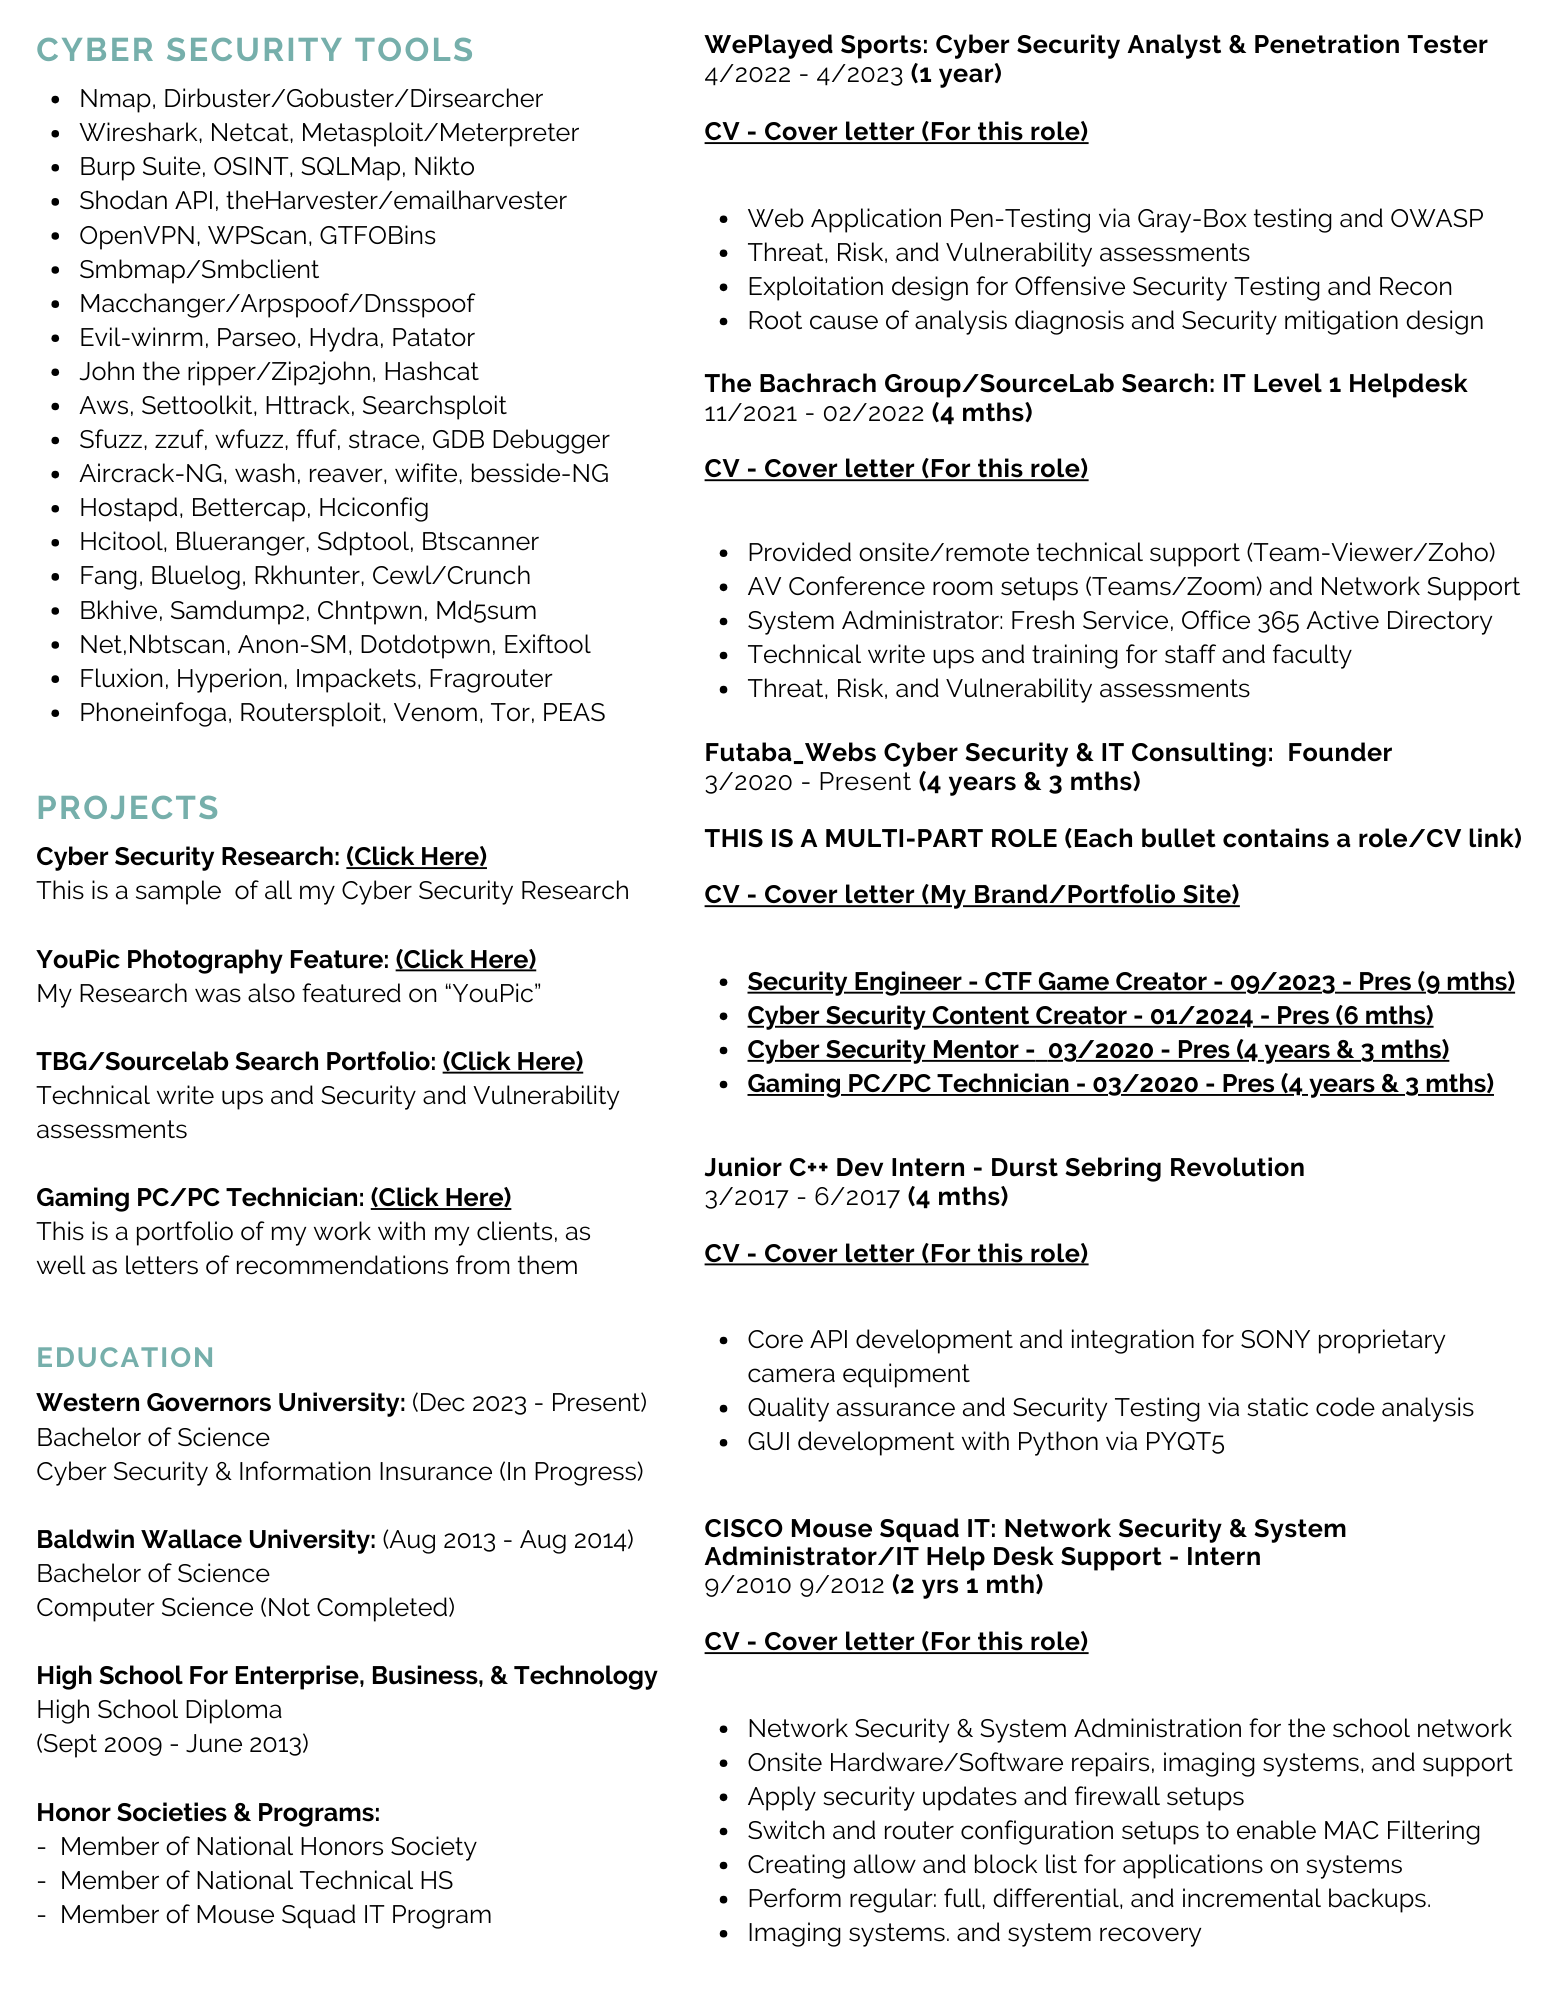 CYBER SECURITY TOOLS
• Nmap, Dirbuster/Gobuster/Dirsearcher
• Wireshark, Netcat, Metasploit/Meterpreter
• Burp Suite, OSINT, SQLMap, Nikto
• Shodan API, theHarvester/emailharvester
• OpenVPN, WPScan, GTFOBins
• Smbmap/Smbclient
• Macchanger/Arpspoof/Dnsspoof
• Evil-winrm, Parseo, Hydra, Patator
• John the ripper/Zip2john, Hashcat
• Aws, Settoolkit, Httrack, Searchsploit
• Sfuzz, zzuf, wfuzz, ffuf, strace, GDB Debugger
• Aircrack-NG, wash, reaver, wifite, besside-NG
• Hostapd, Bettercap, Hciconfig
• Hcitool, Blueranger, Sdptool, Btscanner
• Fang, Bluelog, Rkhunter, Cewl/Crunch
• Bkhive, Samdump2, Chntpwn, Md5sum
• Net,Nbtscan, Anon-SM, Dotdotpwn, Exiftool
• Fluxion, Hyperion, Impackets, Fragrouter
• Phoneinfoga, Routersploit, Venom, Tor, PEAS
PROJECTS
Cyber Security Research: (Click Here)
This is a sample  of all my Cyber Security Research
YouPic Photography Feature: (Click Here)
My Research was also featured on “YouPic”
TBG/Sourcelab Search Portfolio: (Click Here)
Technical write ups and Security and Vulnerability
assessments
Gaming PC/PC Technician: (Click Here)
This is a portfolio of my work with my clients, as
well as letters of recommendations from them
EDUCATION
Western Governors University: (Dec 2023 - Present)
Bachelor of Science
Cyber Security & Information Insurance (In Progress)
Baldwin Wallace University: (Aug 2013 - Aug 2014)
Bachelor of Science
Computer Science (Not Completed)
High School For Enterprise, Business, & Technology
High School Diploma
(Sept 2009 - June 2013)
Honor Societies & Programs:
-  Member of National Honors Society
-  Member of National Technical HS
-  Member of Mouse Squad IT Program
WePlayed Sports: Cyber Security Analyst & Penetration Tester
4/2022 - 4/2023 (1 year)
CV - Cover letter (For this role)
• Web Application Pen-Testing via Gray-Box testing and OWASP
• Threat, Risk, and Vulnerability assessments
• Exploitation design for Offensive Security Testing and Recon
• Root cause of analysis diagnosis and Security mitigation design
The Bachrach Group/SourceLab Search: IT Level 1 Helpdesk
11/2021 - 02/2022 (4 mths)
CV - Cover letter (For this role)
• Provided onsite/remote technical support (Team-Viewer/Zoho)
• AV Conference room setups (Teams/Zoom) and Network Support
• System Administrator: Fresh Service, Office 365 Active Directory
• Technical write ups and training for staff and faculty
• Threat, Risk, and Vulnerability assessments
Futaba_Webs Cyber Security & IT Consulting:  Founder
3/2020 - Present (4 years & 3 mths)
THIS IS A MULTI-PART ROLE (Each bullet contains a role/CV link)
CV - Cover letter (My Brand/Portfolio Site)
• Security Engineer - CTF Game Creator - 09/2023 - Pres (9 mths)
• Cyber Security Content Creator - 01/2024 - Pres (6 mths)
• Cyber Security Mentor -  03/2020 - Pres (4 years & 3 mths)
• Gaming PC/PC Technician - 03/2020 - Pres (4 years & 3 mths)
Junior C++ Dev Intern - Durst Sebring Revolution
3/2017 - 6/2017 (4 mths)
CV - Cover letter (For this role)
• Core API development and integration for SONY proprietary
camera equipment
• Quality assurance and Security Testing via static code analysis
• GUI development with Python via PYQT5
CISCO Mouse Squad IT: Network Security & System
Administrator/IT Help Desk Support - Intern
9/2010 9/2012 (2 yrs 1 mth)
CV - Cover letter (For this role)
• Network Security & System Administration for the school network
• Onsite Hardware/Software repairs, imaging systems, and support
• Apply security updates and firewall setups
• Switch and router configuration setups to enable MAC Filtering
• Creating allow and block list for applications on systems
• Perform regular: full, differential, and incremental backups.
• Imaging systems. and system recovery